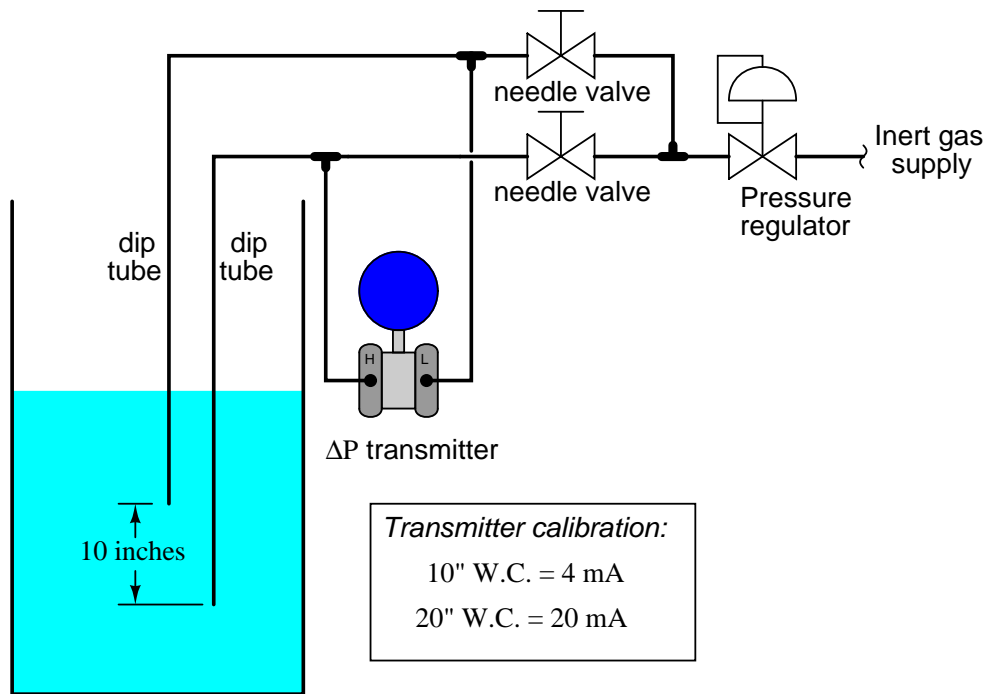 needle valve
needle valve
Inert gas
supply
Pressure
regulator
dip
tube
dip
tube
H
L
ΔP transmitter
10 inches
Transmitter calibration:
10" W.C. = 4 mA
20" W.C. = 20 mA